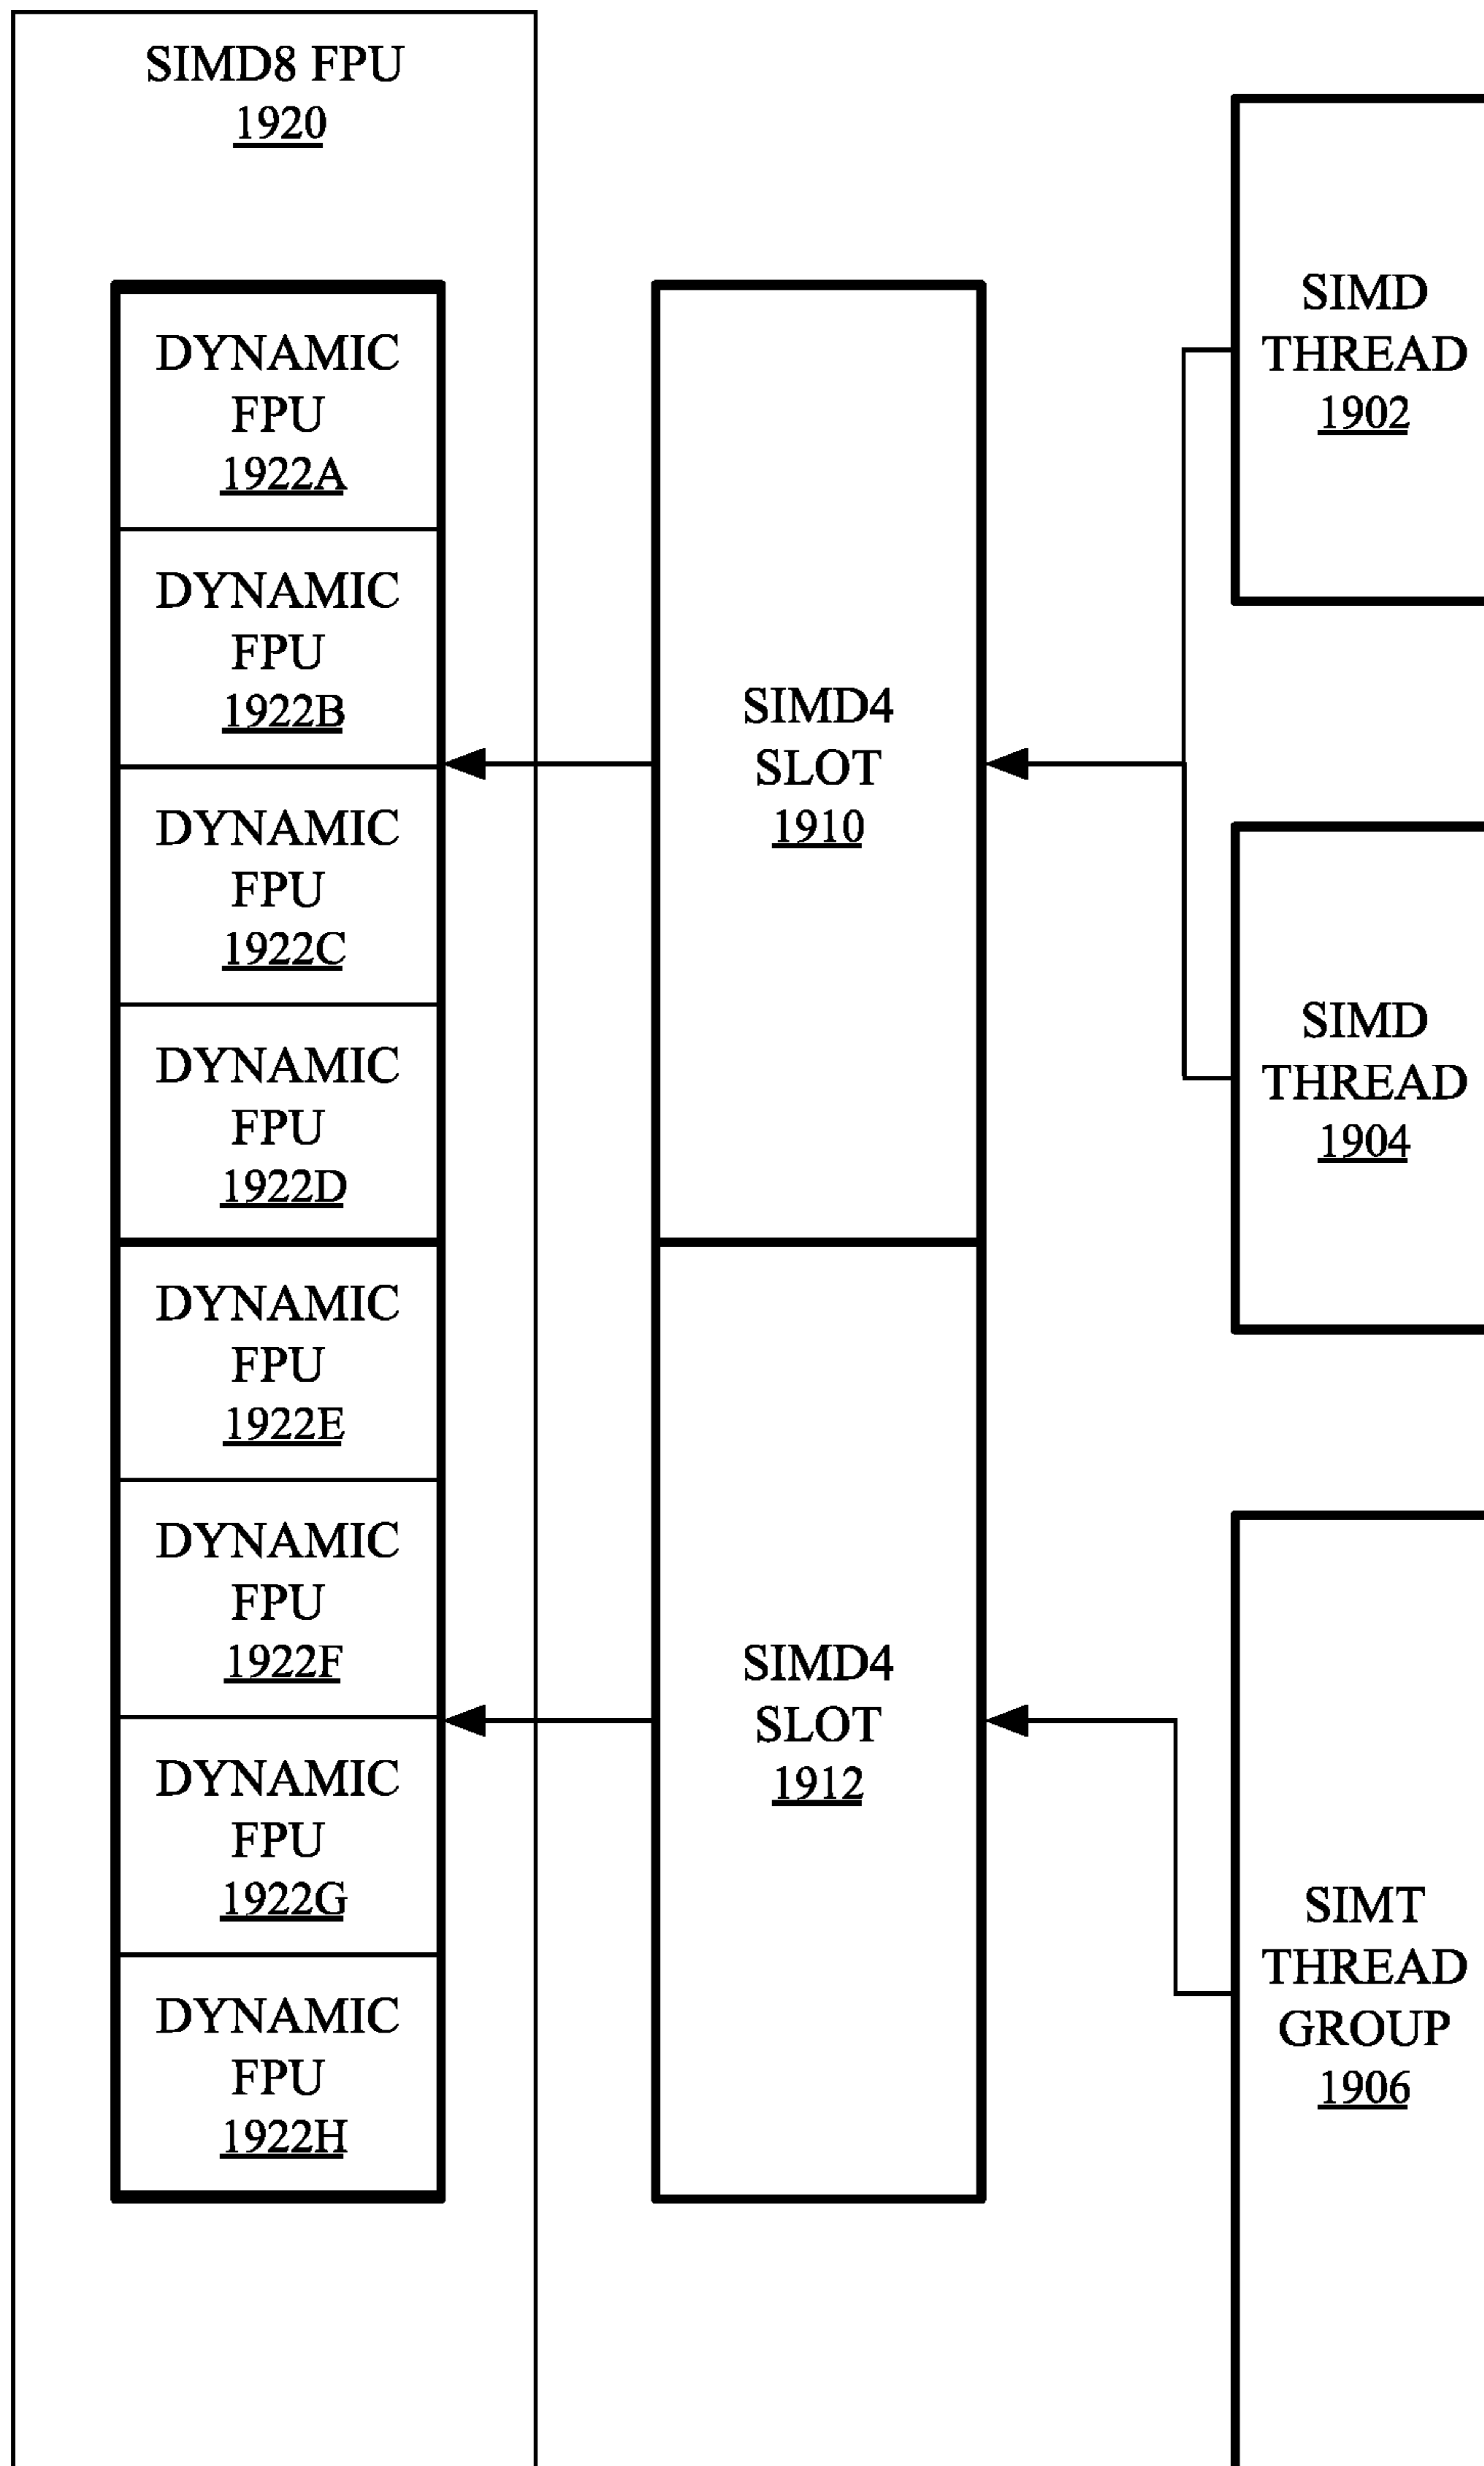 SIMD8 FPU
1920
DYNAMIC
FPU
1922A
DYNAMIC
FPU
1922B
DYNAMIC
FPU
1922C
DYNAMIC
FPU
1922D
DYNAMIC
FPU
1922E
DYNAMIC
FPU
1922F
DYNAMIC
FPU
1922G
DYNAMIC
FPU
1922H
SIMD4
SLOT
1910
SIMD4
SLOT
1912
SIMD
THREAD
1902
SIMD
THREAD
1904
SIMT
THREAD
GROUP
1906